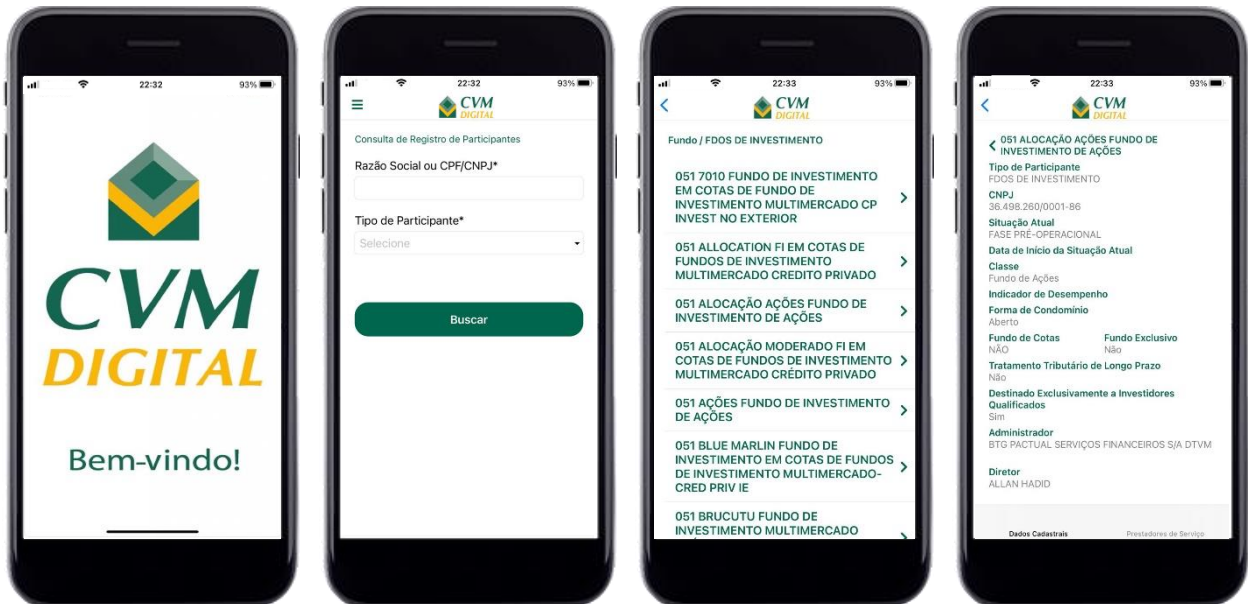 22:32
93%
CVM
DIGITAL
Bem-vindo!
22:32
93%
CVM
DIGITAL
Consulta de Registro de Participantes
Razão Social ou CPF/CNPJ*
Tipo de Participante*
Selecione
Buscar
22:33
93%
CVM
DIGITAL
Fundo / FDOS DE INVESTIMENTO
051 7010 FUNDO DE INVESTIMENTO
EM COTAS DE FUNDO DE
INVESTIMENTO MULTIMERCADO CP
INVEST NO EXTERIOR
051 ALLOCATION FI EM COTAS DE
FUNDOS DE INVESTIMENTO
MULTIMERCADO CREDITO PRIVADO
051 ALOCAÇÃO AÇÕES FUNDO DE
INVESTIMENTO DE AÇÕES
051 ALOCAÇÃO MODERADO FI EM
COTAS DE FUNDOS DE INVESTIMENTO
MULTIMERCADO CRÉDITO PRIVADO
051 AÇÕES FUNDO DE INVESTIMENTO
DE AÇÕES
051 BLUE MARLIN FUNDO DE
INVESTIMENTO EM COTAS DE FUNDOS
DE INVESTIMENTO MULTIMERCADO-
CRED PRIV IE
051 BRUCUTU FUNDO DE
INVESTIMENTO MULTIMERCADO
22:33
93%
CVM
DIGITAL
051 ALOCAÇÃO AÇÕES FUNDO DE
INVESTIMENTO DE AÇÕES
Tipo de Participante
FDOS DE INVESTIMENTO
CNPJ
36.498.260/0001-86
Situação Atual
FASE PRÉ-OPERACIONAL
Data de Início da Situação Atual
Classe
Fundo de Ações
Indicador de Desempenho
Forma de Condomínio
Aberto
Fundo de Cotas Fundo Exclusivo
NÃO Não
Tratamento Tributário de Longo Prazo
Não
Destinado Exclusivamente a Investidores
Qualificados
Sim
Administrador
BTG PACTUAL SERVIÇOS FINANCEIROS S/A DTVM
Diretor
ALLAN HADID
Dados Cadastrais Prestadores de Serviço